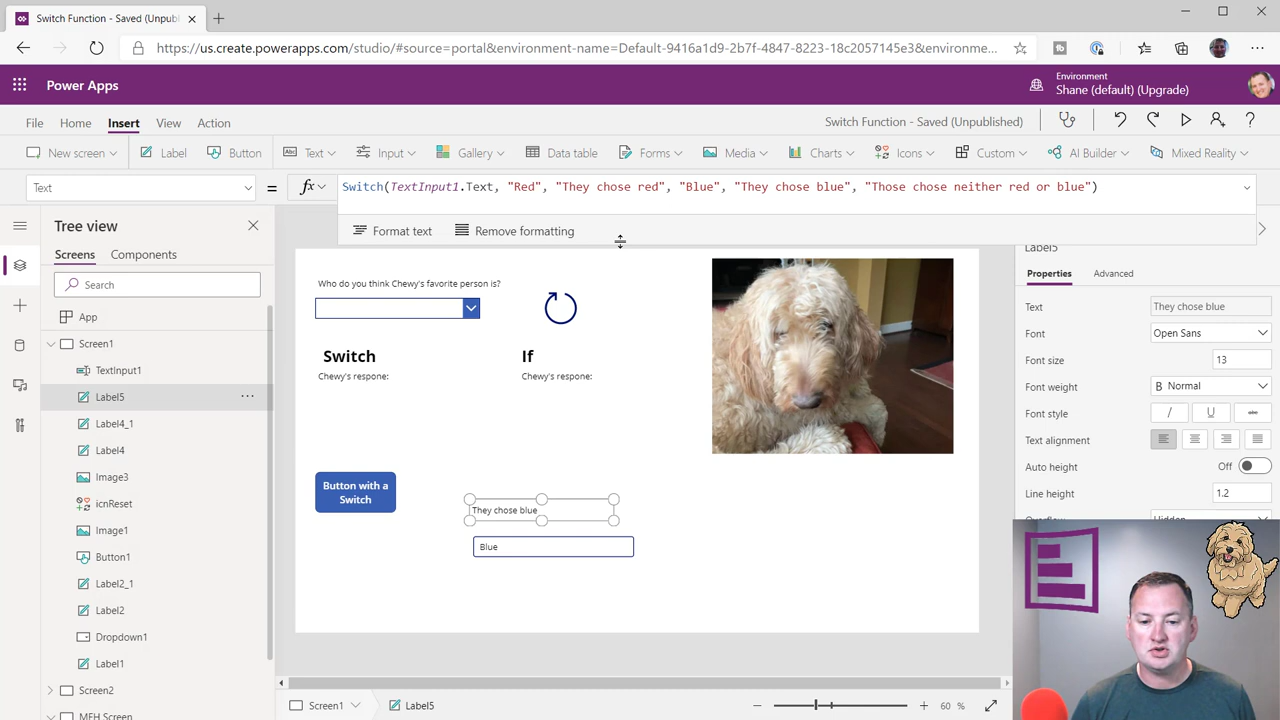 Switch Function - Saved (Unpubl
https://us.create.powerapps.com/studio/#source=portal&environment-name=Default-9416a1d9-2b7f-4847-8223-18c2057145e3&environme...
Power Apps
Environment
Shane (default) (Upgrade)
File Home Insert View Action
Switch Function - Saved (Unpublished)
New screen Label Button Text Input Gallery Data table Forms Media Charts Icons Custom AI Builder Mixed Reality
Text = fx Switch(TextInput1.Text, "Red", "They chose red", "Blue", "They chose blue", "Those chose neither red or blue")
Format text Remove formatting
Tree view
Screens Components
Search
App
Screen1
TextInput1
Label5 ...
Label4_1
Label4
Image3
icnReset
Image1
Button1
Label2_1
Label2
Dropdown1
Label1
Screen2
Who do you think Chewy's favorite person is?
Switch
Chewy's respone:
If
Chewy's respone:
Button with a
Switch
They chose blue
Blue
Label5
Properties Advanced
Text They chose blue
Font Open Sans
Font size 13
Font weight B Normal
Font style / U abc
Text alignment
Auto height Off
Line height 1.2
Screen1 Label5
60 %